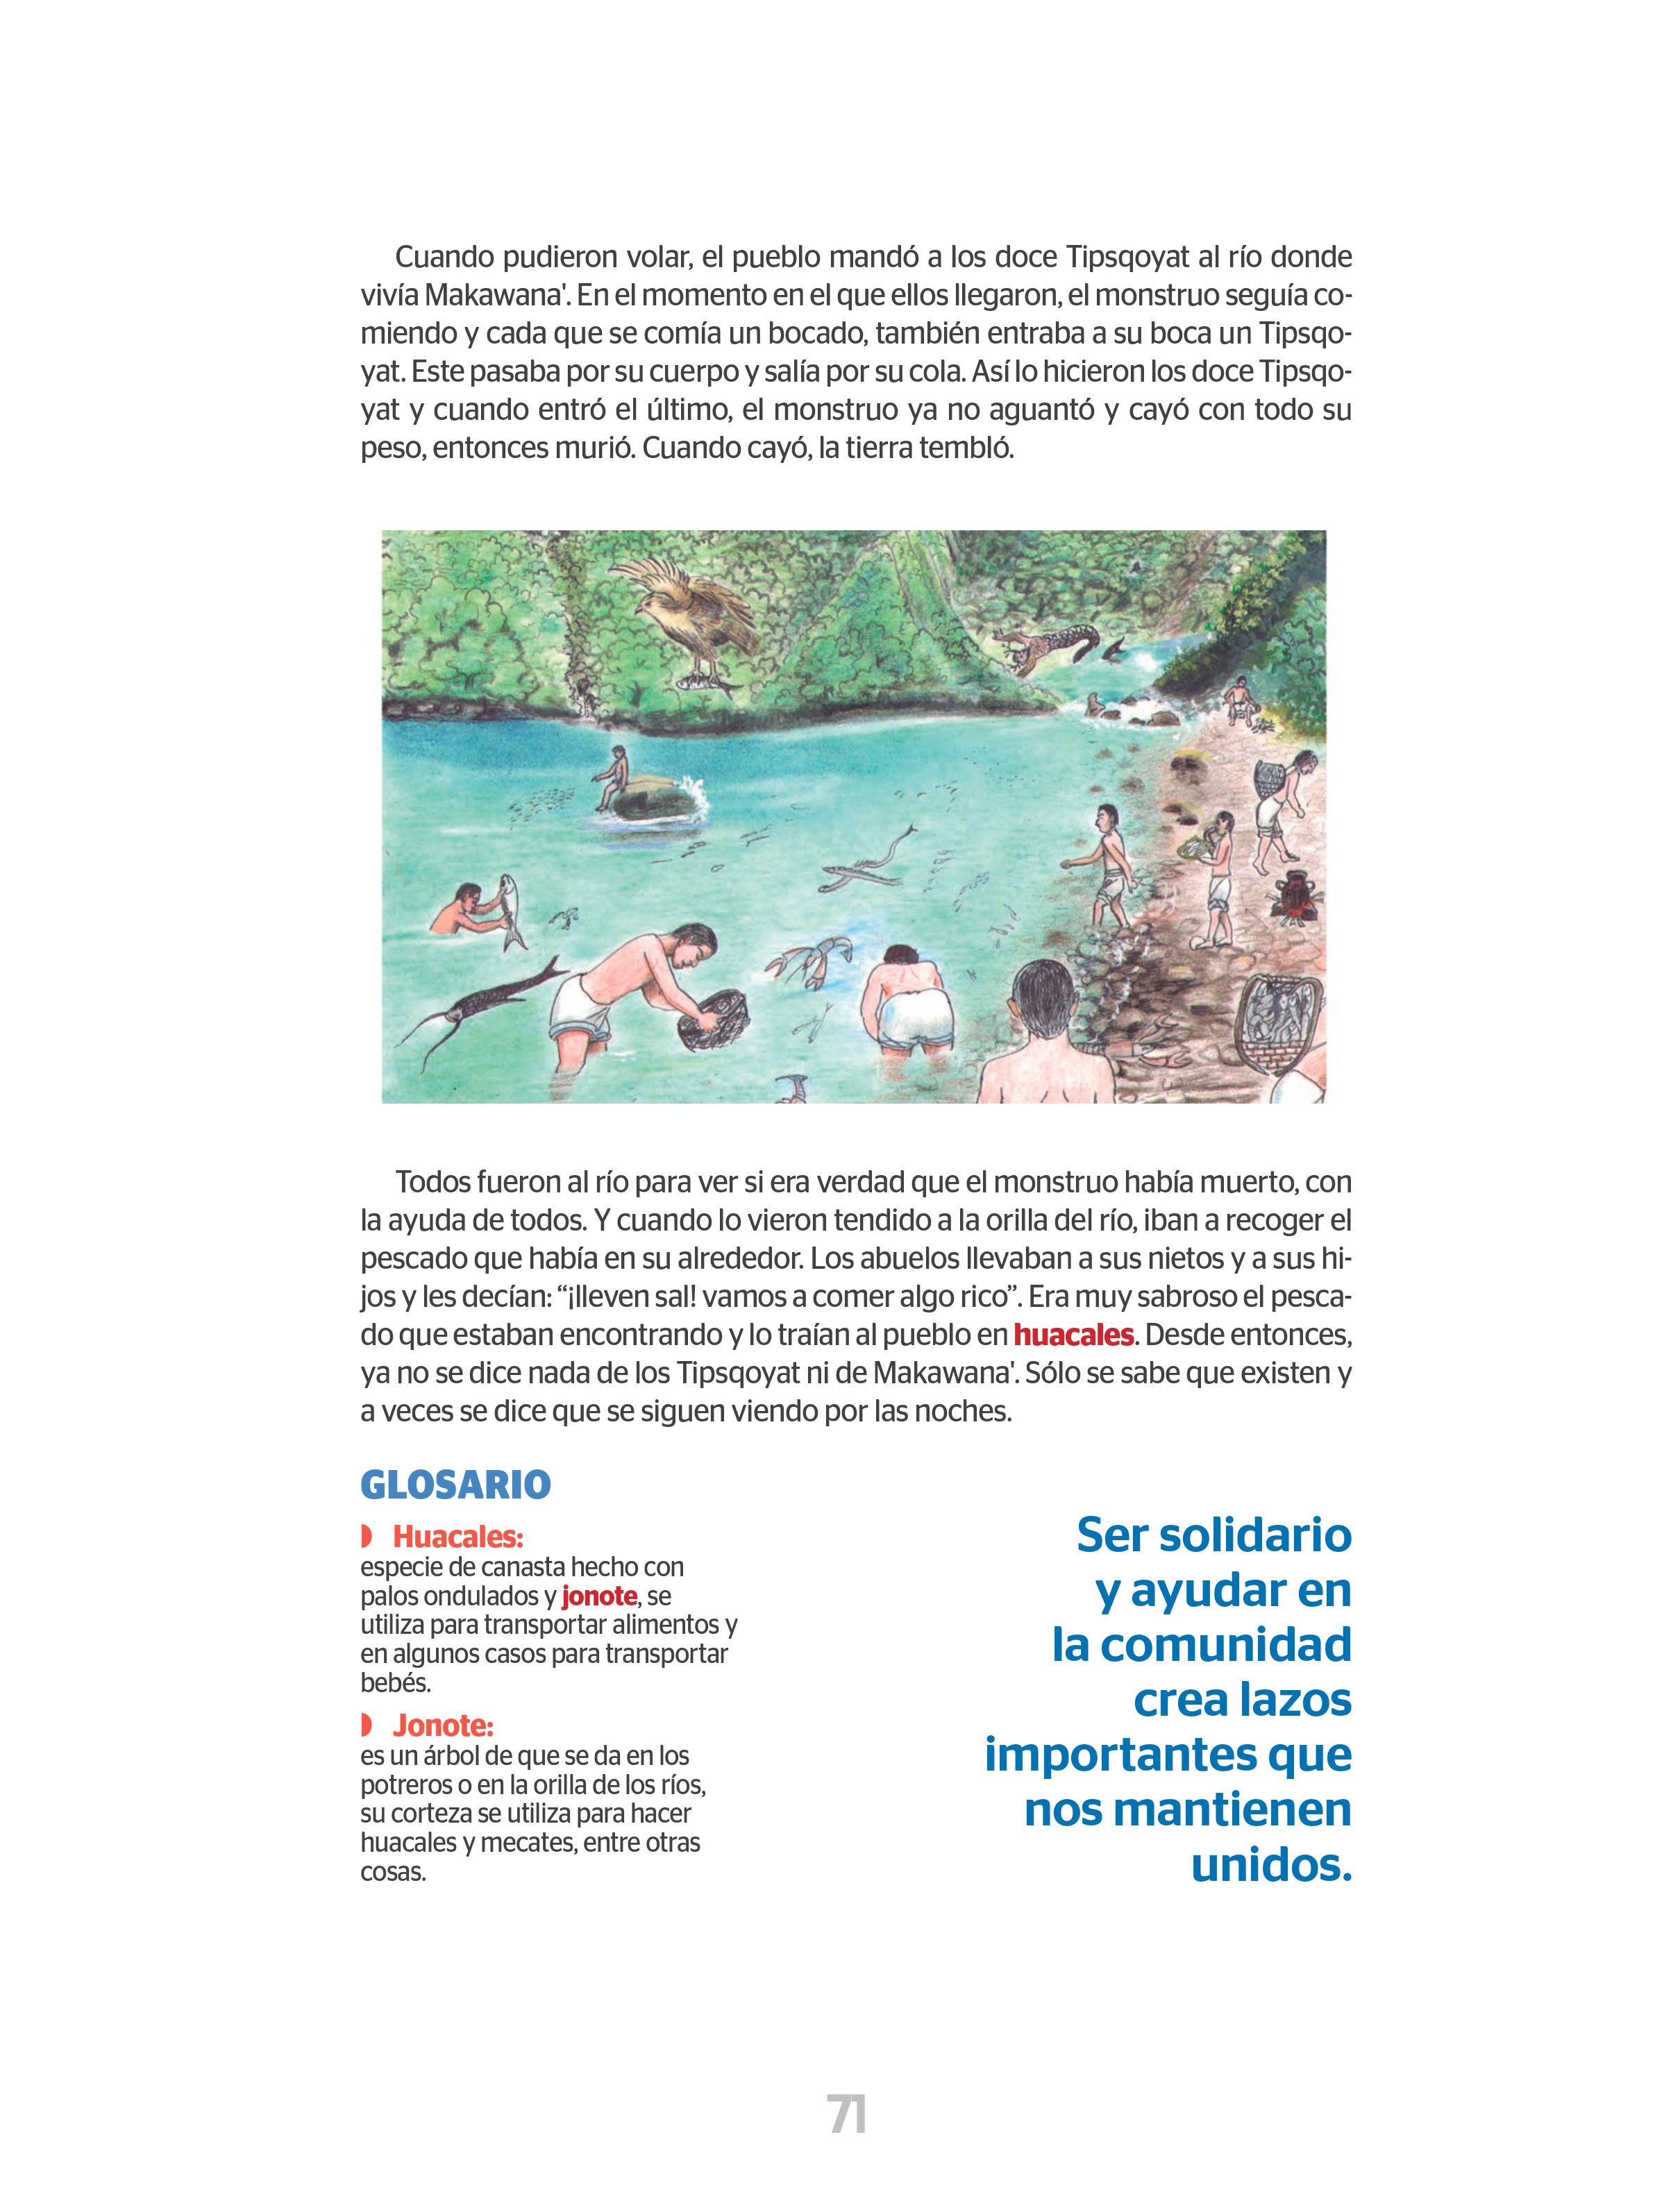 Cuando pudieron volar, el pueblo mandó a los doce Tipsqoyat al río donde
vivía Makawana'. En el momento en el que ellos llegaron, el monstruo seguía co-
miendo y cada que se comía un bocado, también entraba a su boca un Tipsqo-
yat. Este pasaba por su cuerpo y salía por su cola. Así lo hicieron los doce Tipsqo-
yat y cuando entró el último, el monstruo ya no aguantó y cayó con todo su
peso, entonces murió. Cuando cayó, la tierra tembló.
Todos fueron al río para ver si era verdad que el monstruo había muerto, con
la ayuda de todos. Y cuando lo vieron tendido a la orilla del río, iban a recoger el
pescado que había en su alrededor. Los abuelos llevaban a sus nietos y a sus hi-
jos y les decían: “¡lleven sal! vamos a comer algo rico”. Era muy sabroso el pesca-
do que estaban encontrando y lo traían al pueblo en huacales. Desde entonces,
ya no se dice nada de los Tipsqoyat ni de Makawana'. Sólo se sabe que existen y
a veces se dice que se siguen viendo por las noches.
GLOSARIO
Huacales:
especie de canasta hecho con
palos ondulados y jonote, se
utiliza para transportar alimentos y
en algunos casos para transportar
bebés.
Jonote:
es un árbol de que se da en los
potreros o en la orilla de los ríos,
su corteza se utiliza para hacer
huacales y mecates, entre otras
cosas.
Ser solidario
y ayudar en
la comunidad
crea lazos
importantes que
nos mantienen
unidos.
71